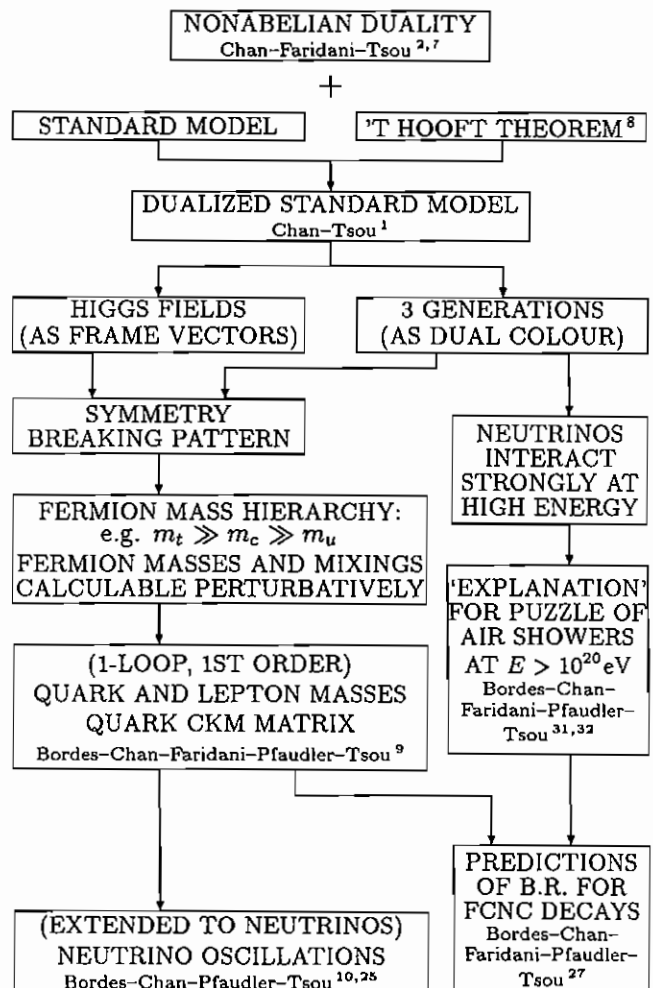 NONABELIAN DUALITY
Chan–Faridani–Tsou 2,7
+
STANDARD MODEL
'T HOOFT THEOREM 8
DUALIZED STANDARD MODEL
Chan–Tsou 1
HIGGS FIELDS
(AS FRAME VECTORS)
3 GENERATIONS
(AS DUAL COLOUR)
SYMMETRY
BREAKING PATTERN
NEUTRINOS
INTERACT
STRONGLY AT
HIGH ENERGY
FERMION MASS HIERARCHY:
e.g. m_t ≫ m_c ≫ m_u
FERMION MASSES AND MIXINGS
CALCULABLE PERTURBATIVELY
'EXPLANATION'
FOR PUZZLE OF
AIR SHOWERS
AT E > 10^20 eV
Bordes–Chan–
Faridani–Pfaudler–
Tsou 31,32
(1-LOOP, 1ST ORDER)
QUARK AND LEPTON MASSES
QUARK CKM MATRIX
Bordes–Chan–Faridani–Pfaudler–Tsou 9
PREDICTIONS
OF B.R. FOR
FCNC DECAYS
Bordes–Chan–
Faridani–Pfaudler–
Tsou 27
(EXTENDED TO NEUTRINOS)
NEUTRINO OSCILLATIONS
Bordes–Chan–Pfaudler–Tsou 10,25